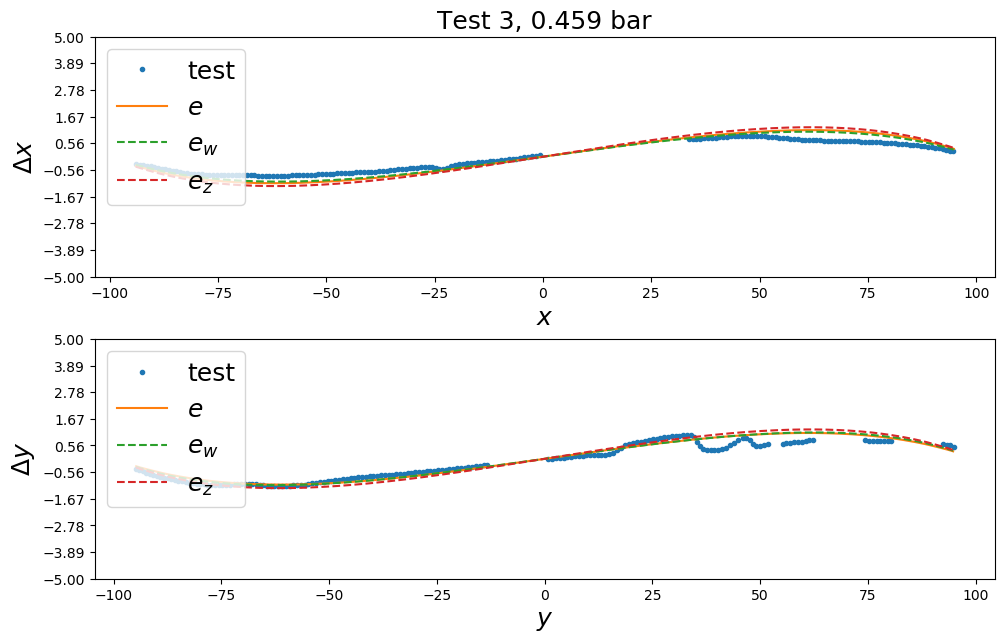 Test 3, 0.459 bar
Δx
5.00
3.89
2.78
1.67
0.56
−0.56
−1.67
−2.78
−3.89
−5.00
test
e
e_w
e_z
−100 −75 −50 −25 0 25 50 75 100
x
Δy
5.00
3.89
2.78
1.67
0.56
−0.56
−1.67
−2.78
−3.89
−5.00
test
e
e_w
e_z
−100 −75 −50 −25 0 25 50 75 100
y